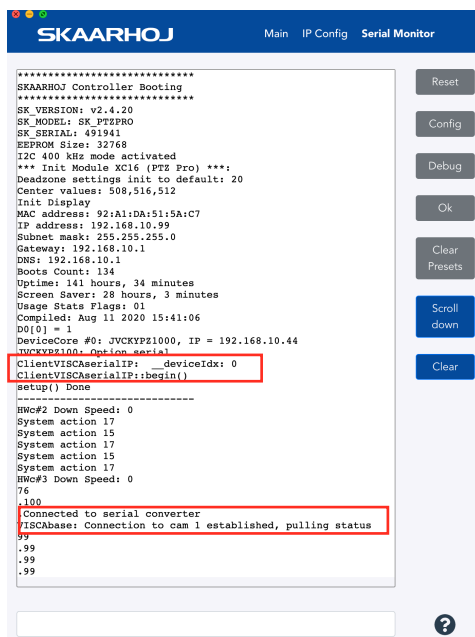 SKAARHOJ
Main IP Config Serial Monitor
****************************
SKAARHOJ Controller Booting
****************************
SK_VERSION: v2.4.20
SK_MODEL: SK_PTZPRO
SK_SERIAL: 491941
EEPROM Size: 32768
I2C 400 kHz mode activated
*** Init Module XC16 (PTZ Pro) ***:
Deadzone settings init to default: 20
Center values: 508,516,512
Init Display
MAC address: 92:A1:DA:51:5A:C7
IP address: 192.168.10.99
Subnet mask: 255.255.255.0
Gateway: 192.168.10.1
DNS: 192.168.10.1
Boots Count: 134
Uptime: 141 hours, 34 minutes
Screen Saver: 28 hours, 3 minutes
Usage Stats Flags: 01
Compiled: Aug 11 2020 15:41:06
D0[0] = 1
DeviceCore #0: JVCKYPZ1000, IP = 192.168.10.44
JVCKYPZ100: Option serial
ClientVISCAserialIP: __deviceIdx: 0
ClientVISCAserialIP::begin()
setup() Done
----------------------------
HWc#2 Down Speed: 0
System action 17
System action 15
System action 17
System action 15
System action 17
HWc#3 Down Speed: 0
76
.100
.Connected to serial converter
VISCAbase: Connection to cam 1 established, pulling status
99
.99
.99
.99
Reset
Config
Debug
Ok
Clear
Presets
Scroll
down
Clear
?